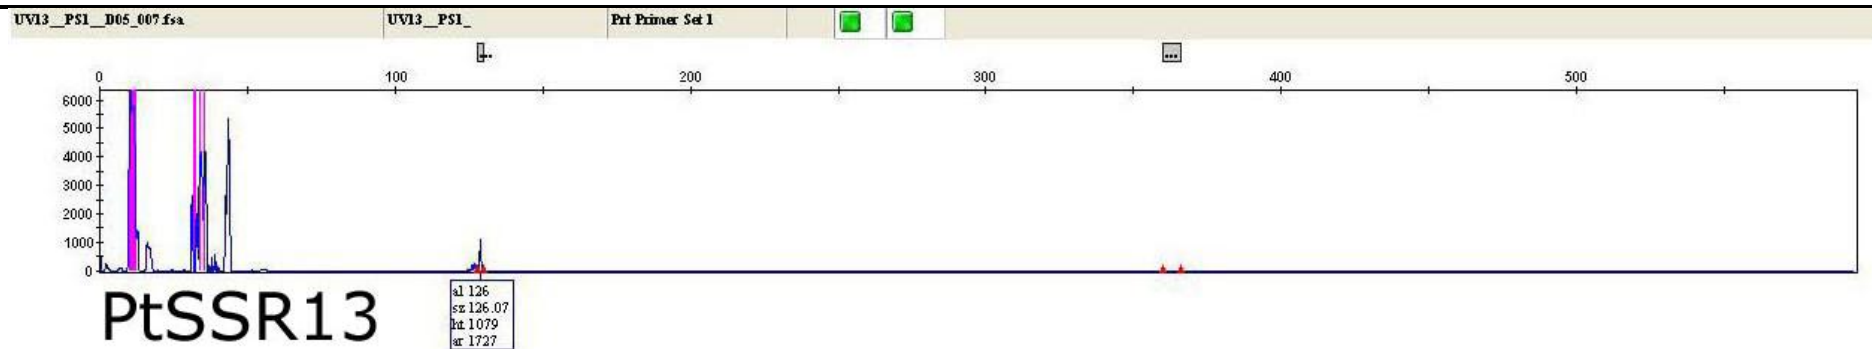 UV13__PS1__D05_007.fsa UV13__PS1_ Prt Primer Set 1
... ...
0 100 200 300 400 500
6000
5000
4000
3000
2000
1000
0
PtSSR13
al 126
sz 126.07
ht 1079
ar 1727